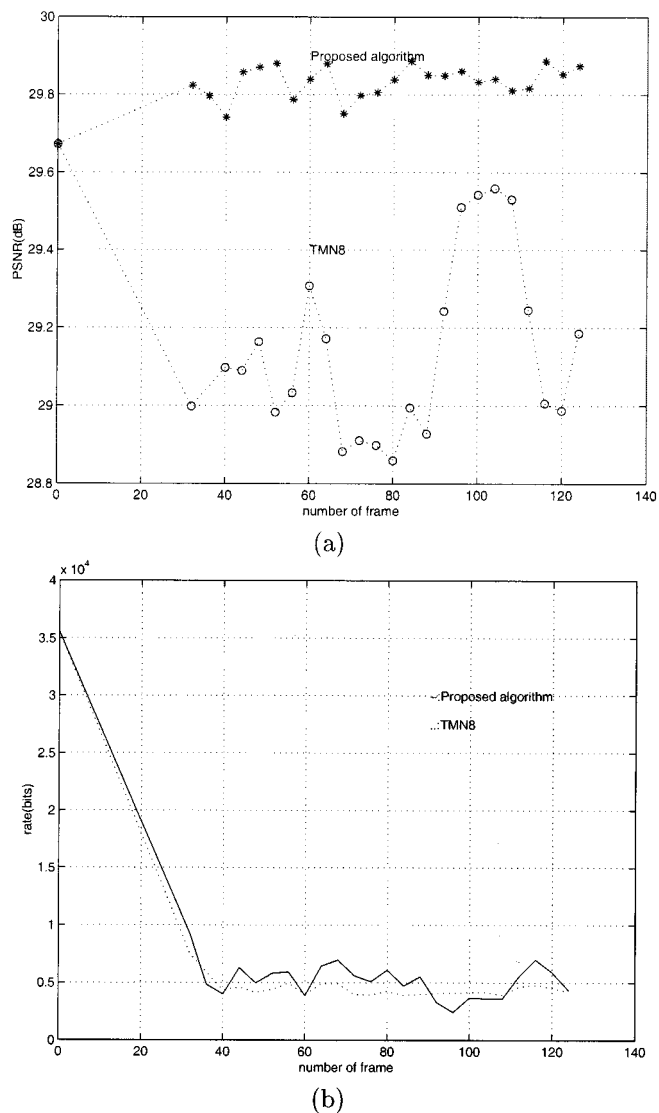 30
29.8
29.6
29.4
29.2
29
28.8
PSNR(dB)
Proposed algorithm
TMN8
0 20 40 60 80 100 120 140
number of frame
(a)
x 10^4
4
3.5
3
2.5
2
1.5
1
0.5
0
rate(bits)
~:Proposed algorithm
..:TMN8
0 20 40 60 80 100 120 140
number of frame
(b)